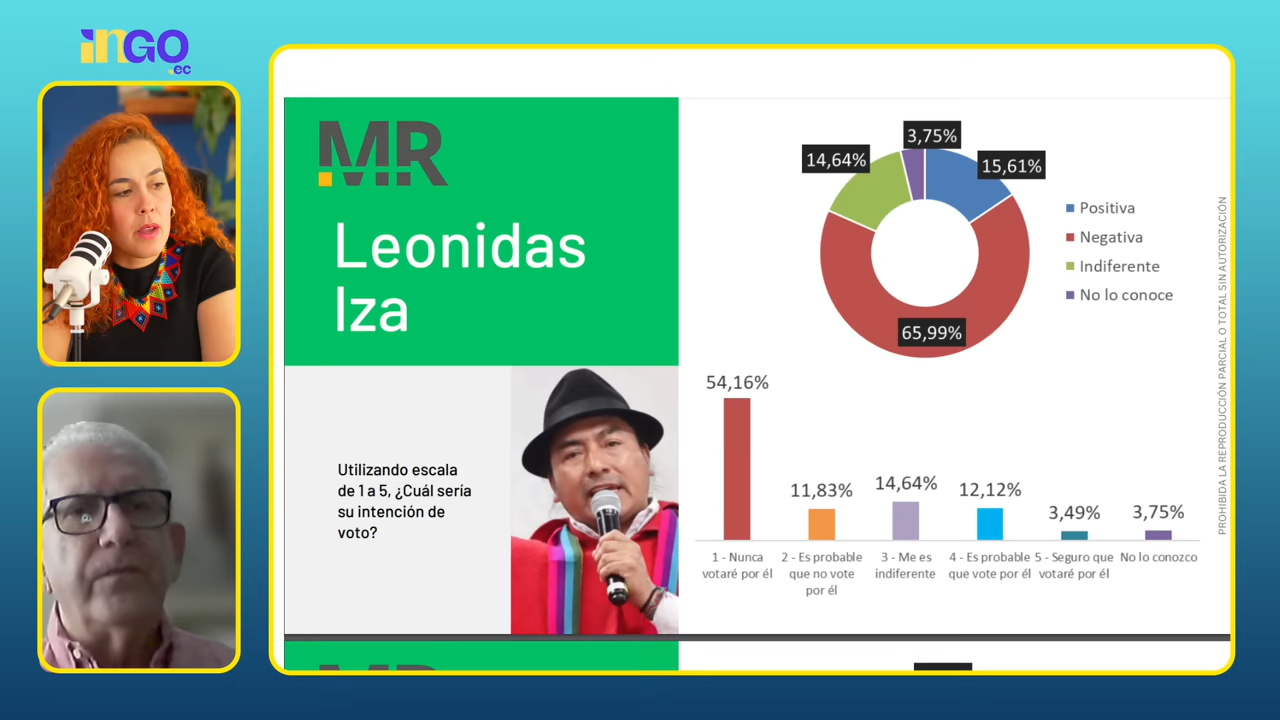 inGO
.ec
MR
Leonidas
Iza
Utilizando escala
de 1 a 5, ¿Cuál sería
su intención de
voto?
3,75%
14,64%
15,61%
65,99%
Positiva
Negativa
Indiferente
No lo conoce
54,16%
11,83%
14,64%
12,12%
3,49%
3,75%
1 - Nunca
votaré por él
2 - Es probable
que no vote
por él
3 - Me es
indiferente
4 - Es probable
que vote por él
5 - Seguro que
votaré por él
No lo conozco
PROHIBIDA LA REPRODUCCIÓN PARCIAL O TOTAL SIN AUTORIZACIÓN